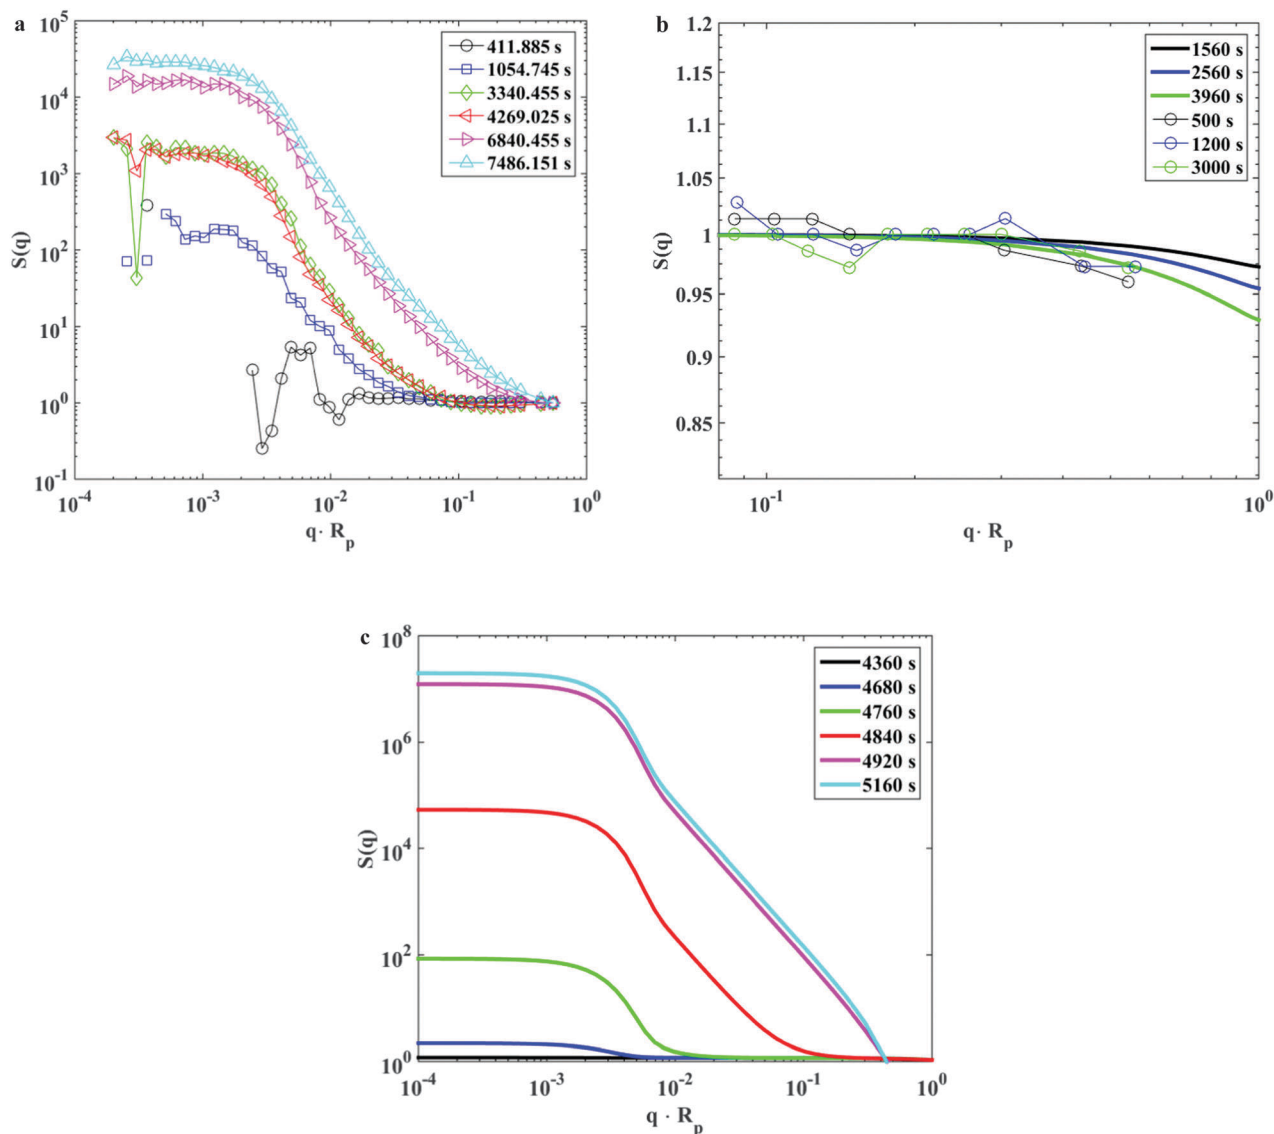 a
10^5
10^4
10^3
10^2
10^1
10^0
10^-1
S(q)
411.885 s
1054.745 s
3340.455 s
4269.025 s
6840.455 s
7486.151 s
10^-4 10^-3 10^-2 10^-1 10^0
q · R_p
b
1.2
1.15
1.1
1.05
1
0.95
0.9
0.85
S(q)
1560 s
2560 s
3960 s
500 s
1200 s
3000 s
10^-1 10^0
q · R_p
c
10^8
10^6
10^4
10^2
10^0
S(q)
4360 s
4680 s
4760 s
4840 s
4920 s
5160 s
10^-4 10^-3 10^-2 10^-1 10^0
q · R_p